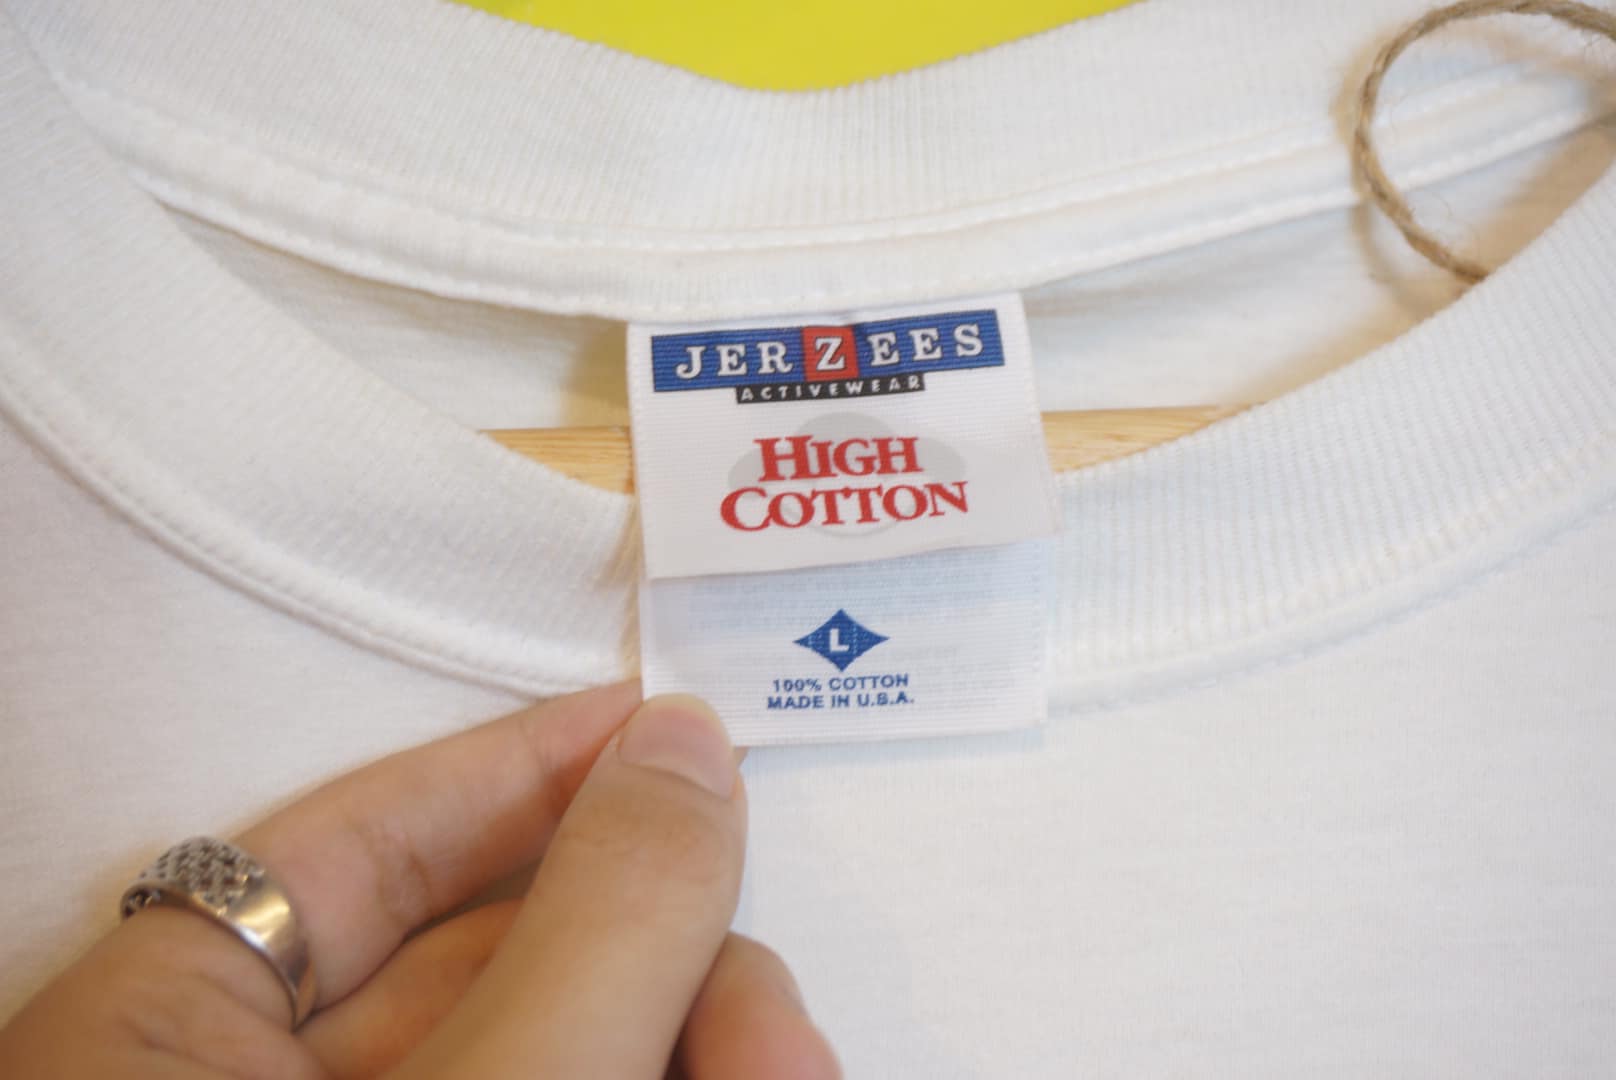 JERZEES
ACTIVEWEAR
HIGH
COTTON
L
100% COTTON
MADE IN U.S.A.